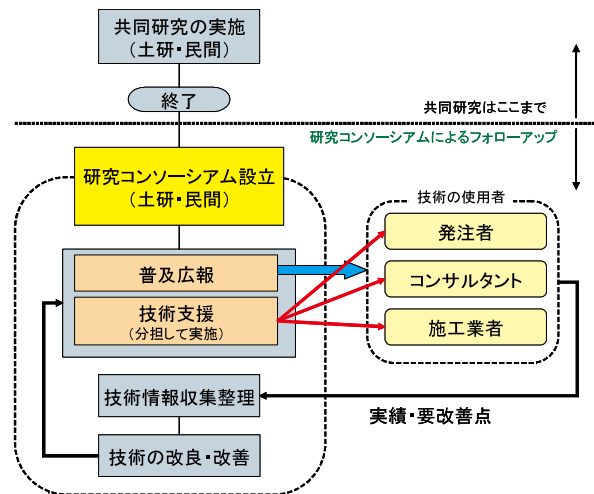 共同研究の実施
(土研・民間)
終了
共同研究はここまで
研究コンソーシアムによるフォローアップ
研究コンソーシアム設立
(土研・民間)
技術の使用者
発注者
普及広報
コンサルタント
技術支援
(分担して実施)
施工業者
技術情報収集整理
実績・要改善点
技術の改良・改善